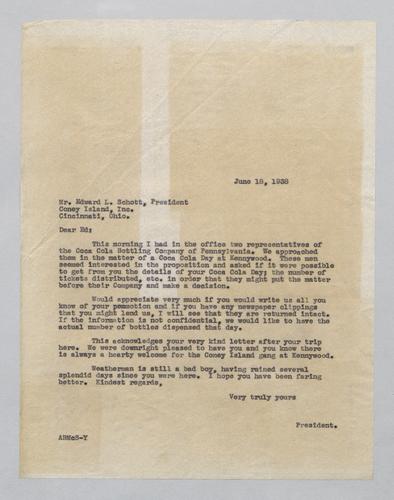 June 18, 1938
Mr. Edward L. Schott, President
Coney Island, Inc.
Cincinnati, Ohio.
Dear Ed:
This morning I had in the office two representatives of
the Coca Cola Bottling Company of Pennsylvania. We approached
them in the matter of a Coca Cola Day at Kennywood. These men
seemed interested in the proposition and asked if it were possible
to get from you the details of your Coca Cola Day; the number of
tickets distributed, etc. in order that they might put the matter
before their Company and make a decision.
Would appreciate very much if you would write us all you
know of your promotion and if you have any newspaper clippings
that you might lend us, I will see that they are returned intact.
If the information is not confidential, we would like to have the
actual number of bottles dispensed that day.
This acknowledges your very kind letter after your trip
here. We were downright pleased to have you and you know there
is always a hearty welcome for the Coney Island gang at Kennywood.
Weatherman is still a bad boy, having ruined several
splendid days since you were here. I hope you have been faring
better. Kindest regards,
Very truly yours
President.
ABMcS-Y